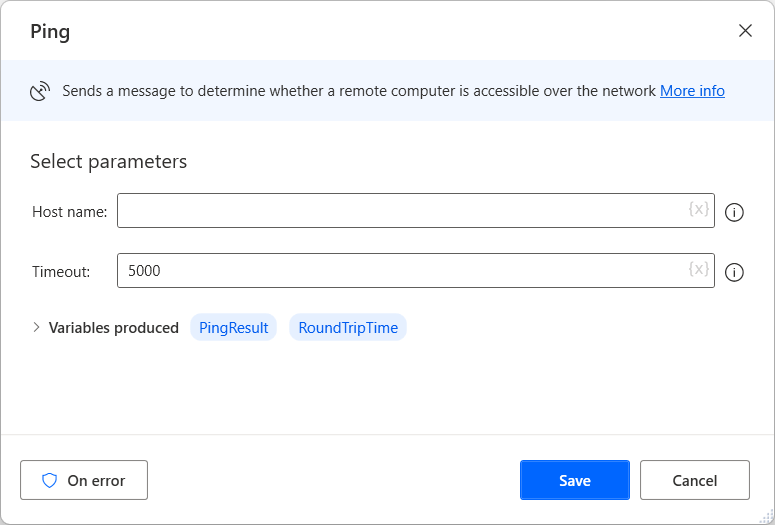 Ping
Sends a message to determine whether a remote computer is accessible over the network More info
Select parameters
Host name: {x}
Timeout: 5000 {x}
Variables produced PingResult RoundTripTime
On error Save Cancel